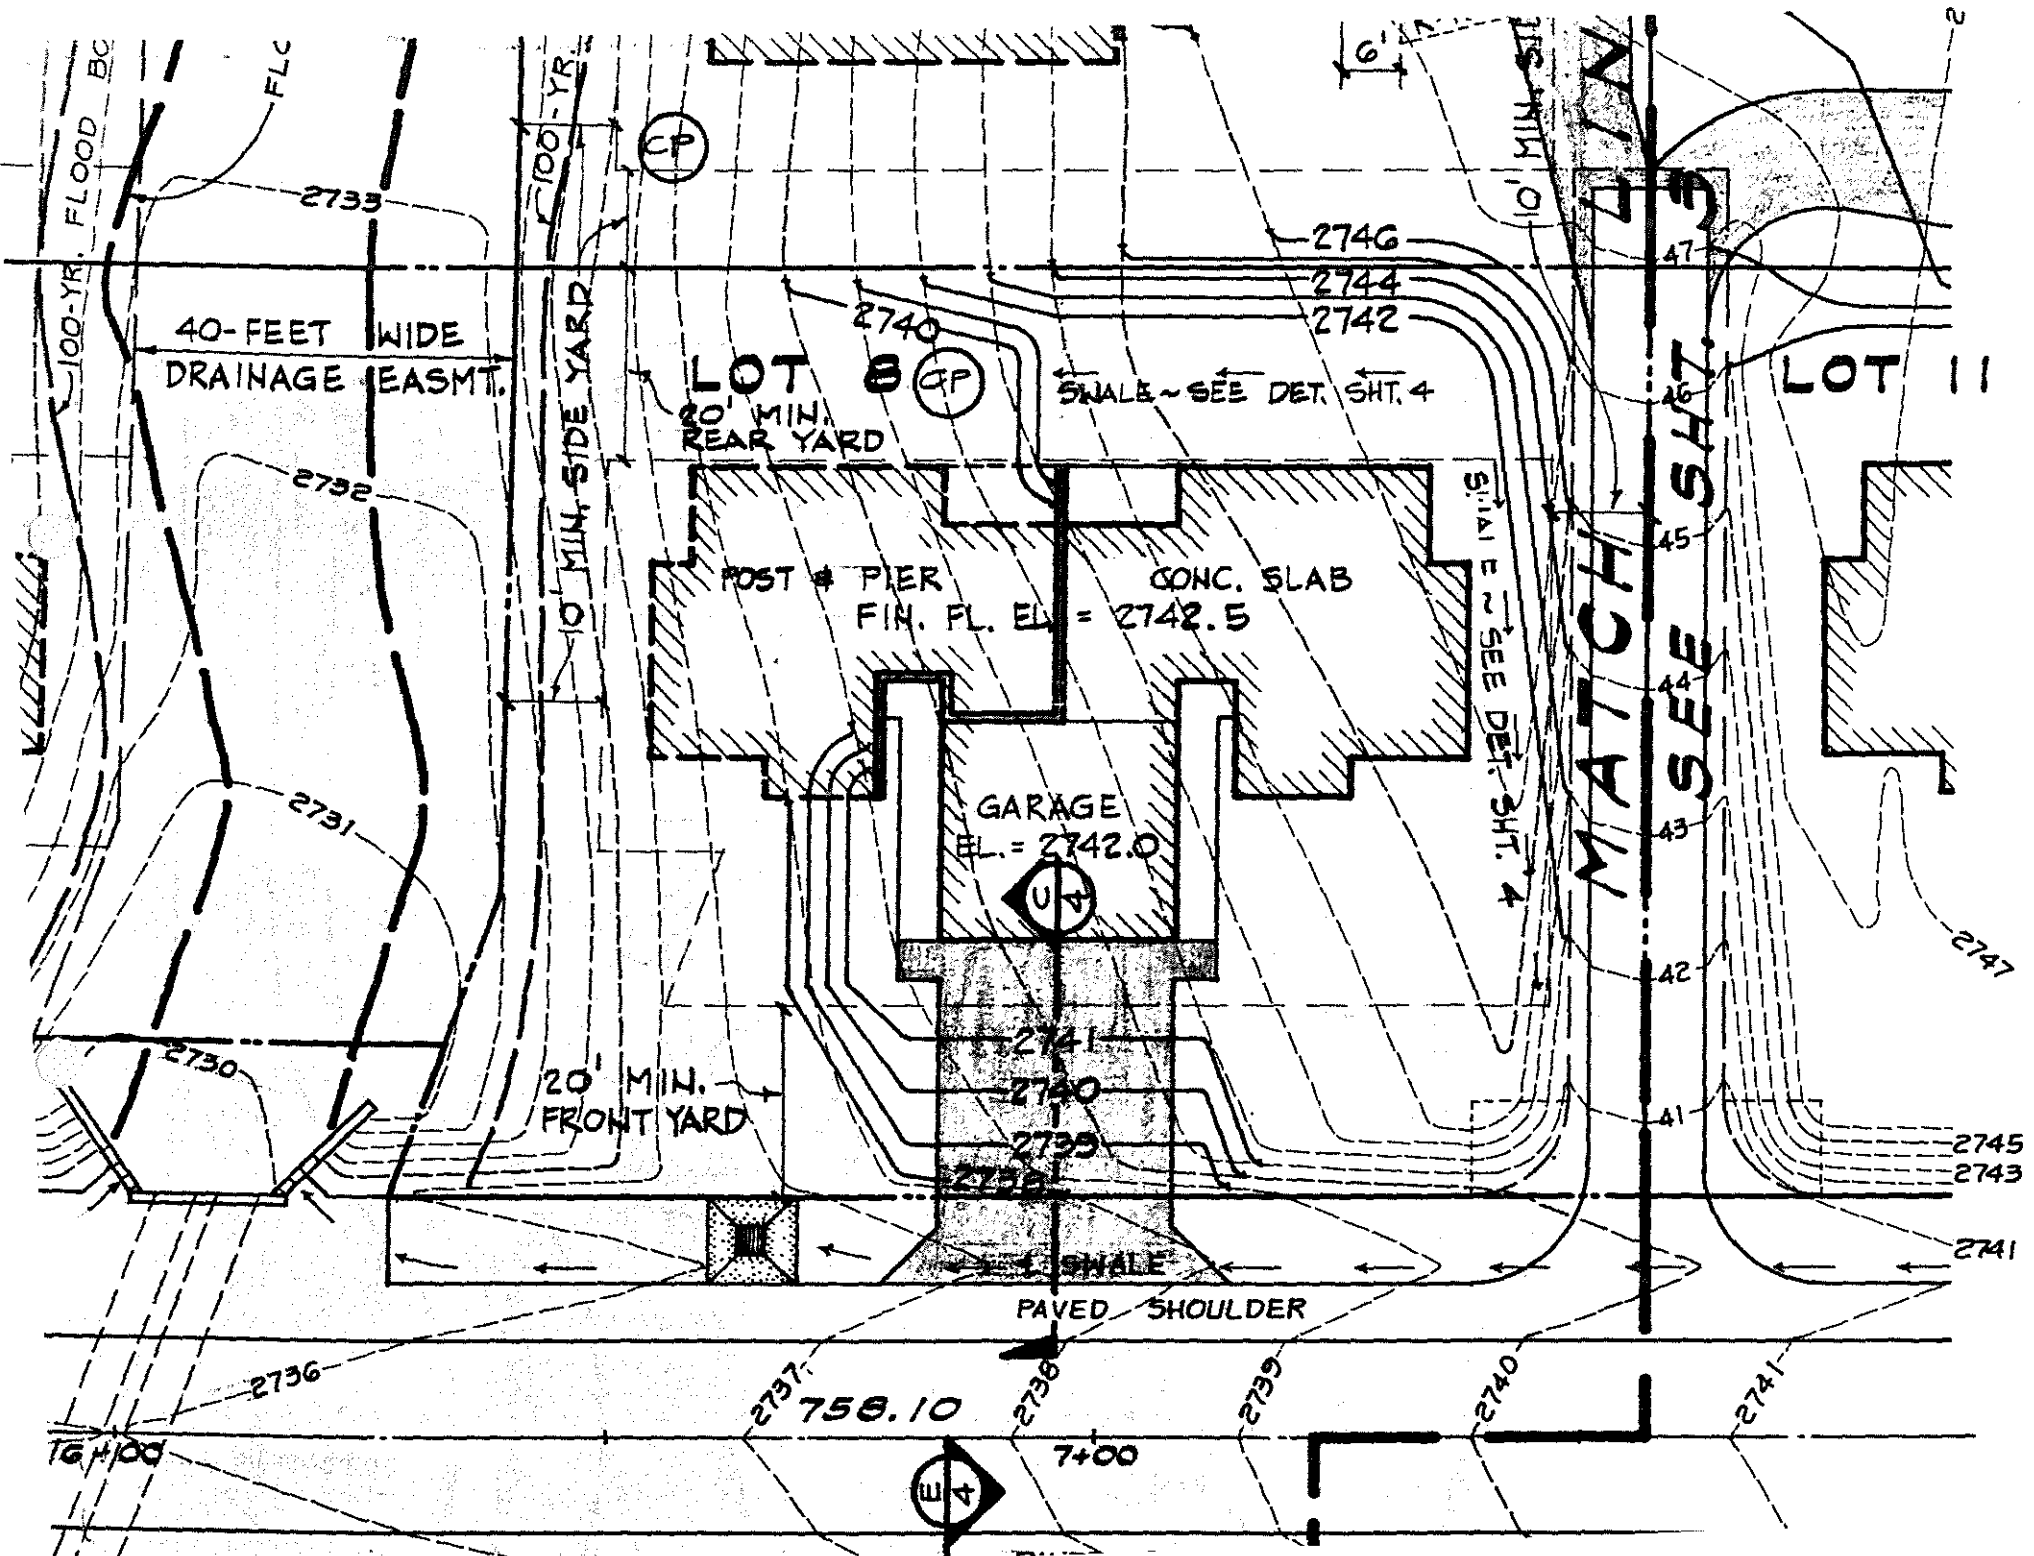 FLO
100-YR. FLOOD BO
100-YR.
6'
10' MIN. SI
CP
2733
2746
2744
2742
47
40-FEET WIDE
DRAINAGE EASMT.
2740
LOT 8
CP
SWALE ~ SEE DET. SHT. 4
20' MIN.
REAR YARD
10' MIN. SIDE YARD
46
LOT 11
2732
45
POST & PIER
CONC. SLAB
FIN. FL. EL. = 2742.5
SWALE ~ SEE DET. SHT. 4
MATCH LIN
SEE SHT. 3
44
2731
GARAGE
EL. = 2742.0
43
U
4
42
2747
2730
2741
20' MIN.
FRONT YARD
2740
2739
2738
41
2745
2743
2741
SWALE
PAVED SHOULDER
2736
2737
2738
2739
2740
2741
758.10
16+00
7+00
E
4